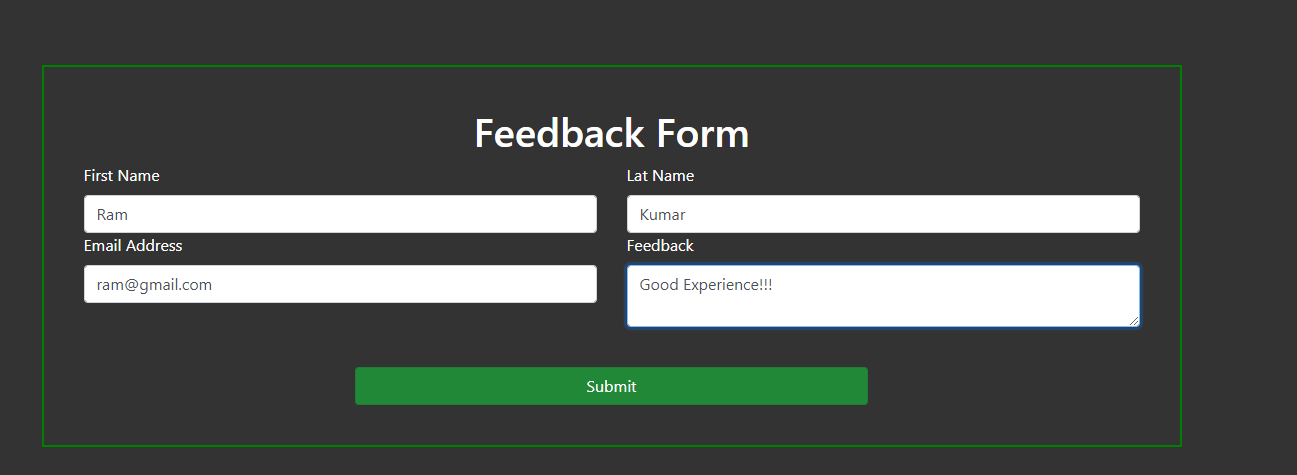 Feedback Form
First Name
Lat Name
Ram
Kumar
Email Address
Feedback
ram@gmail.com
Good Experience!!!
Submit